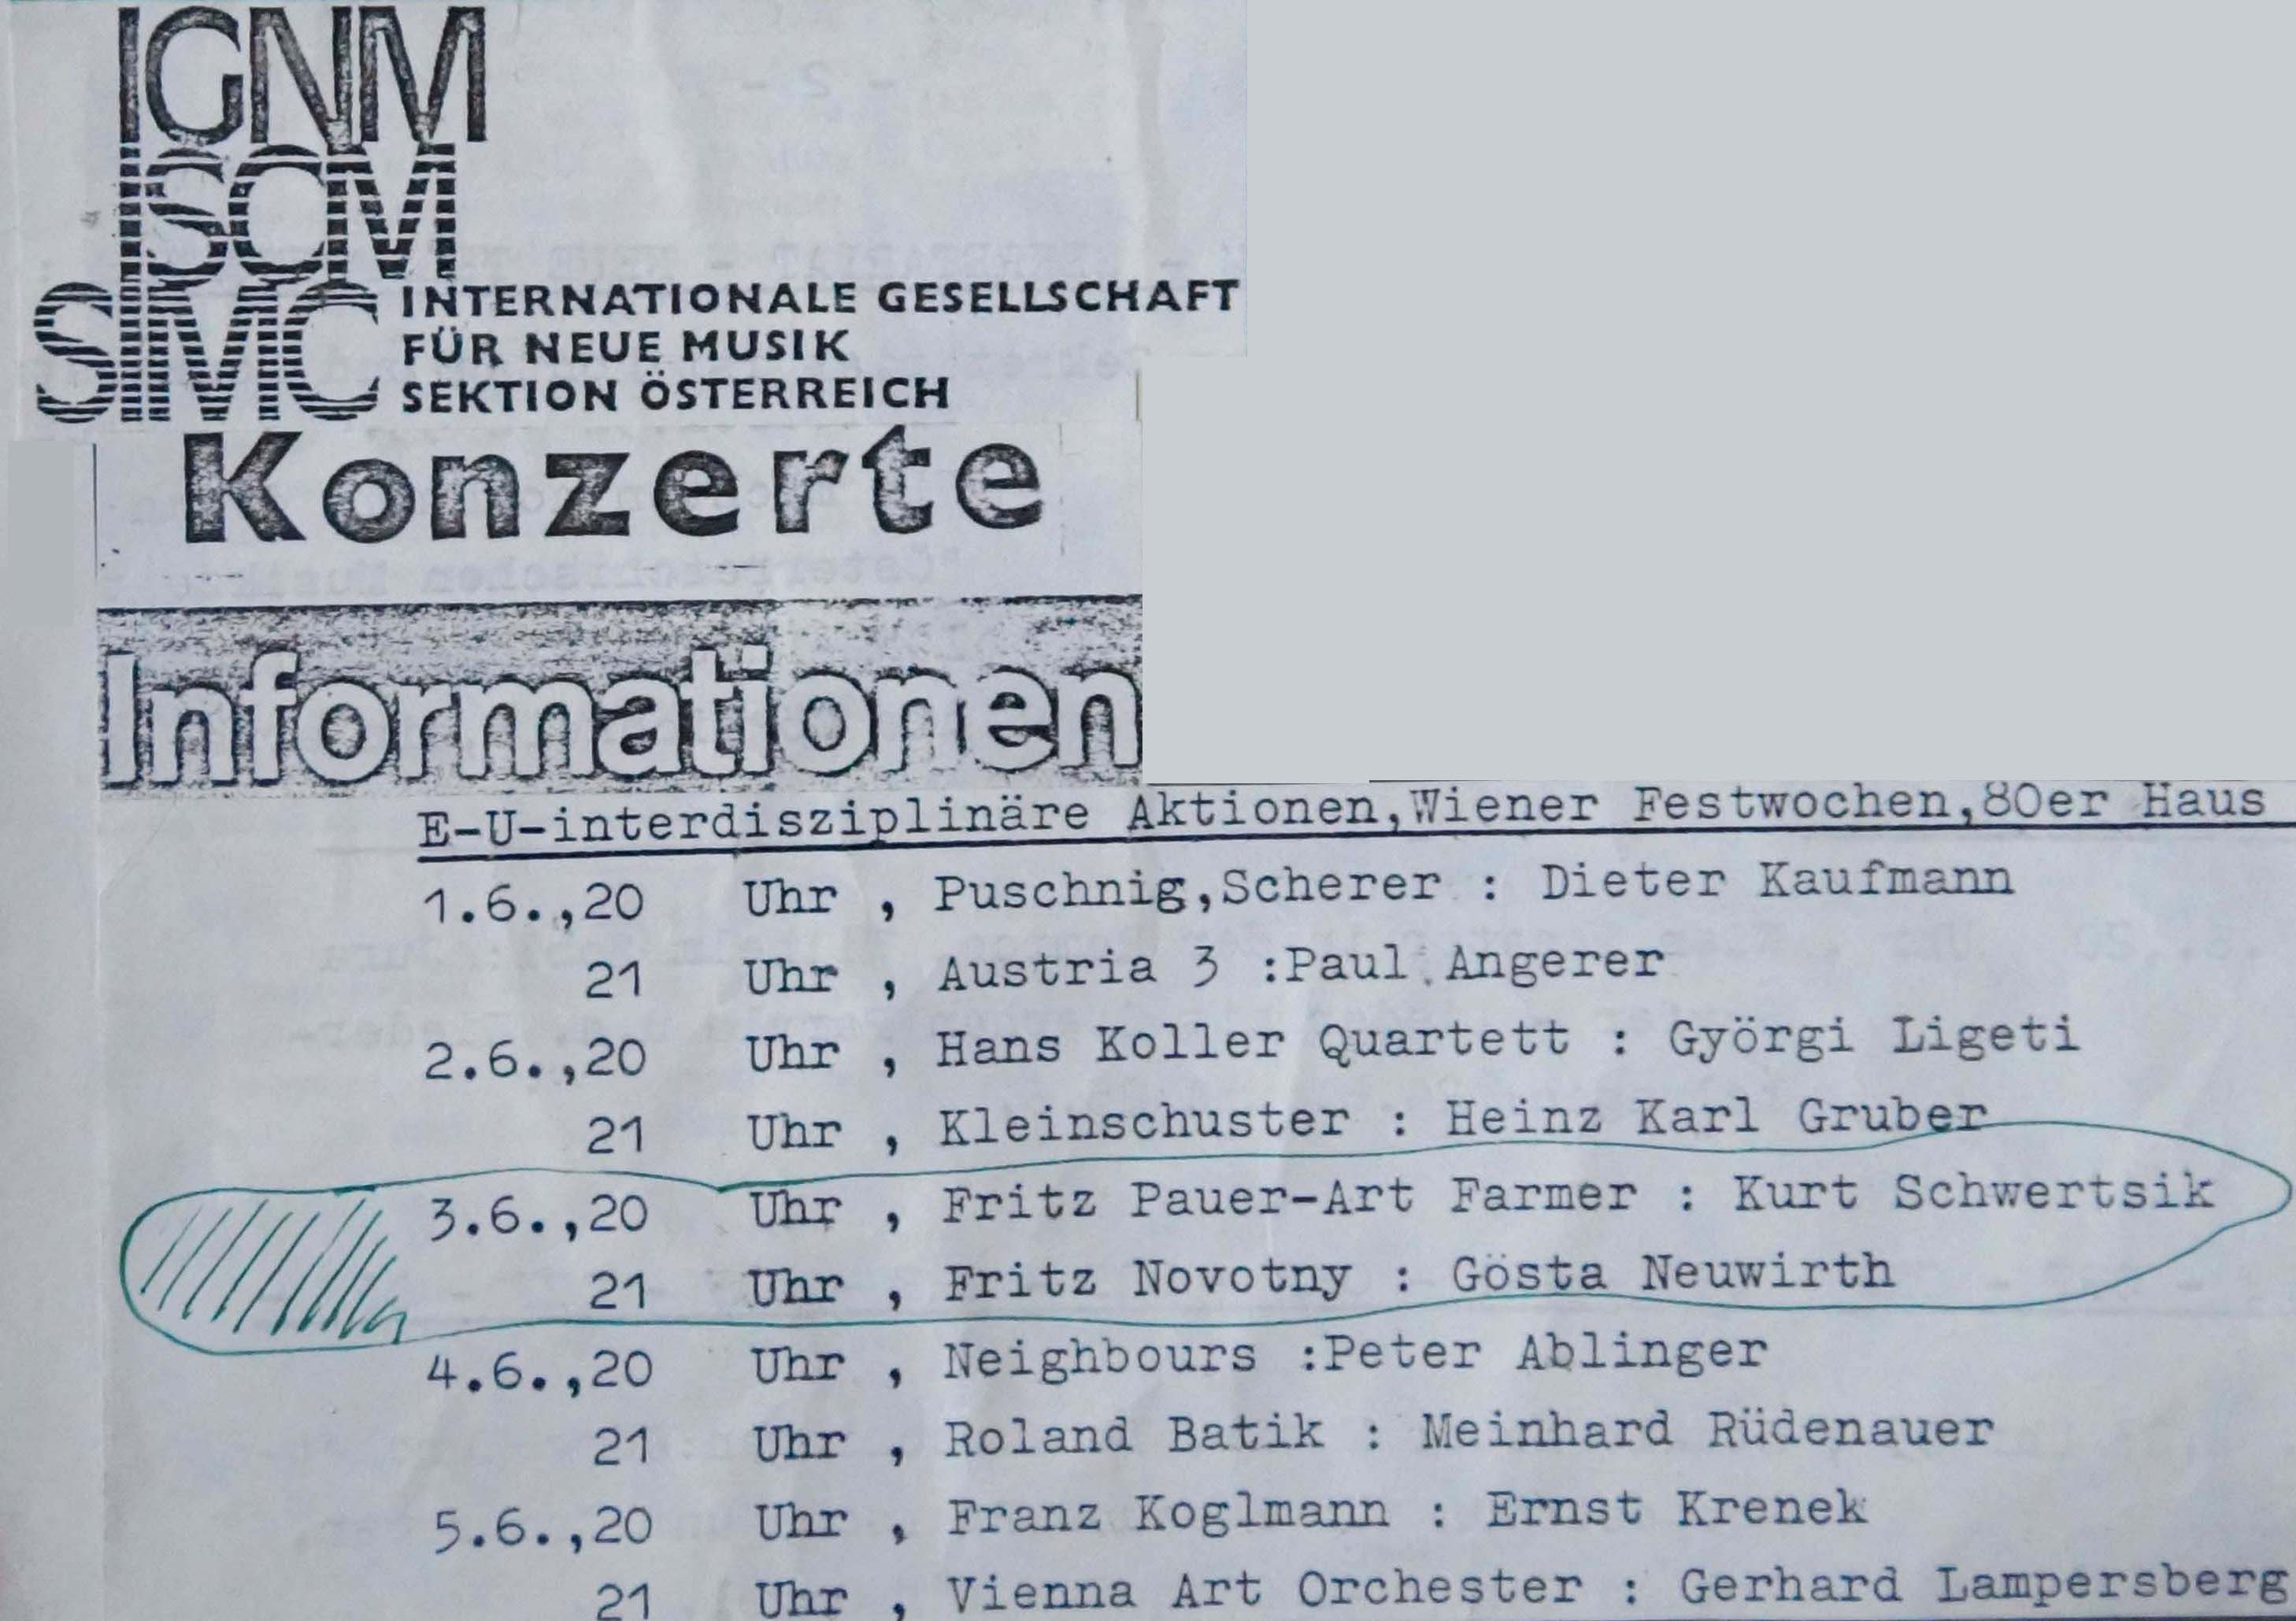 IGNM
ISCM
SIMC INTERNATIONALE GESELLSCHAFT
FÜR NEUE MUSIK
SEKTION ÖSTERREICH
Konzerte
Informationen
E-U-interdisziplinäre Aktionen,Wiener Festwochen,80er Haus
1.6.,20 Uhr , Puschnig,Scherer : Dieter Kaufmann
21 Uhr , Austria 3 :Paul Angerer
2.6.,20 Uhr , Hans Koller Quartett : Györgi Ligeti
21 Uhr , Kleinschuster : Heinz Karl Gruber
3.6.,20 Uhr , Fritz Pauer-Art Farmer : Kurt Schwertsik
21 Uhr , Fritz Novotny : Gösta Neuwirth
4.6.,20 Uhr , Neighbours :Peter Ablinger
21 Uhr , Roland Batik : Meinhard Rüdenauer
5.6.,20 Uhr , Franz Koglmann : Ernst Krenek
21 Uhr , Vienna Art Orchester : Gerhard Lampersberg